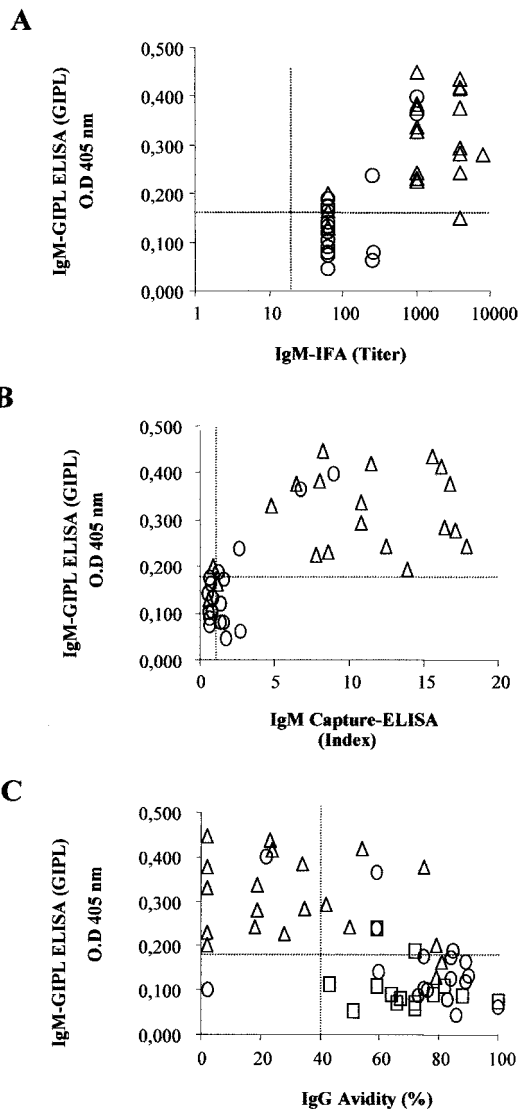 A
IgM-GIPL ELISA (GIPL)
O.D 405 nm
0,500
0,400
0,300
0,200
0,100
0,000
1
10
100
1000
10000
IgM-IFA (Titer)
B
IgM-GIPL ELISA (GIPL)
O.D 405 nm
0,500
0,400
0,300
0,200
0,100
0,000
0
5
10
15
20
IgM Capture-ELISA
(Index)
C
IgM-GIPL ELISA (GIPL)
O.D 405 nm
0,500
0,400
0,300
0,200
0,100
0,000
0
20
40
60
80
100
IgG Avidity (%)